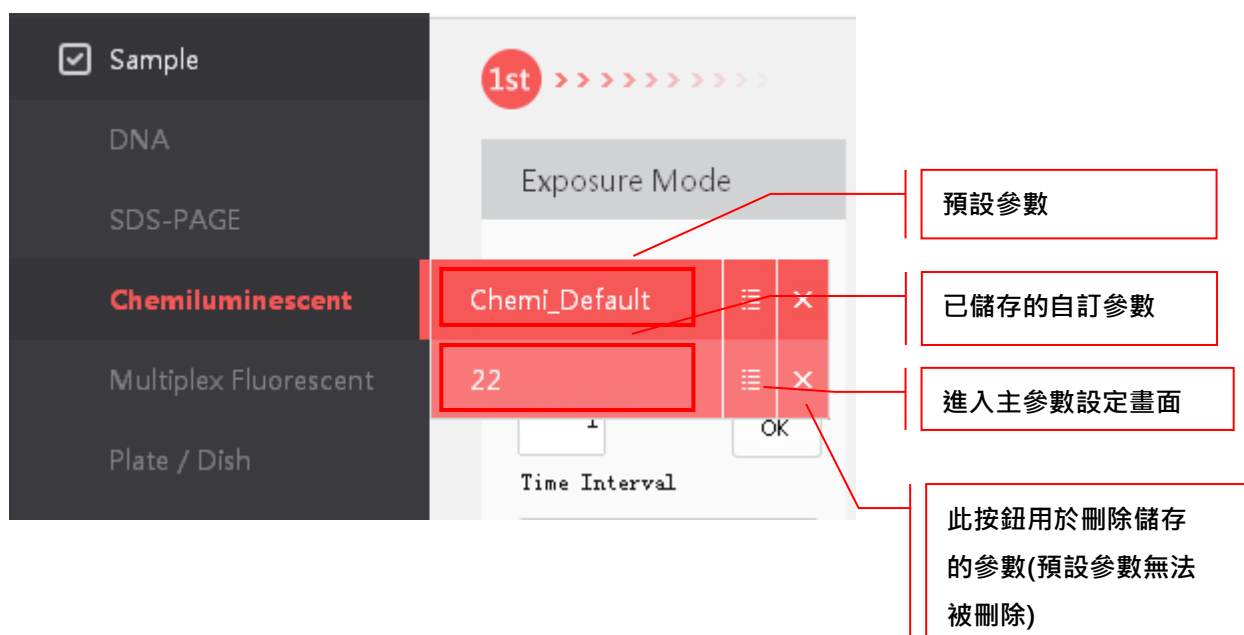 Sample
DNA
SDS-PAGE
Chemiluminescent
Multiplex Fluorescent
Plate / Dish
1st
Exposure Mode
Chemi_Default
22
1
OK
Time Interval
預設參數
已儲存的自訂參數
進入主參數設定畫面
此按鈕用於刪除儲存
的參數(預設參數無法
被刪除)